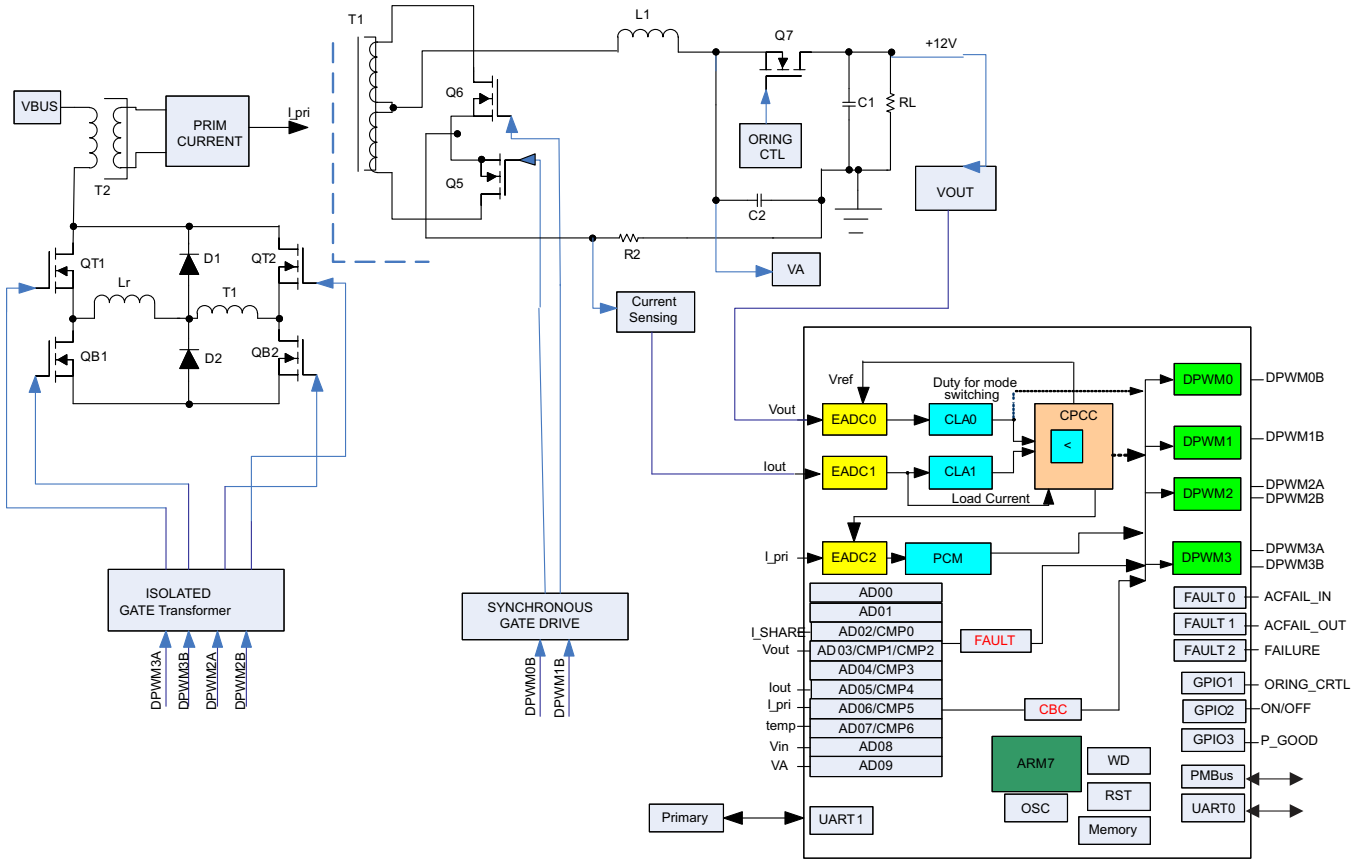 T1
L1
Q7
+12V
VBUS
PRIM
CURRENT
I_pri
T2
Q6
Q5
C1
RL
ORING
CTL
VOUT
C2
R2
VA
QT1
D1
QT2
Lr
T1
QB1
D2
QB2
Current
Sensing
ISOLATED
GATE Transformer
DPWM3A
DPWM3B
DPWM2A
DPWM2B
SYNCHRONOUS
GATE DRIVE
DPWM0B
DPWM1B
Vref
Duty for mode
switching
Vout
EADC0
CLA0
CPCC
<
Iout
EADC1
CLA1
Load Current
I_pri
EADC2
PCM
DPWM0
DPWM0B
DPWM1
DPWM1B
DPWM2
DPWM2A
DPWM2B
DPWM3
DPWM3A
DPWM3B
AD00
AD01
I_SHARE
AD02/CMP0
Vout
AD03/CMP1/CMP2
AD04/CMP3
Iout
AD05/CMP4
I_pri
AD06/CMP5
temp
AD07/CMP6
Vin
AD08
VA
AD09
FAULT
CBC
FAULT 0
ACFAIL_IN
FAULT 1
ACFAIL_OUT
FAULT 2
FAILURE
GPIO1
ORING_CRTL
GPIO2
ON/OFF
GPIO3
P_GOOD
ARM7
WD
OSC
RST
Memory
PMBus
UART0
Primary
UART1